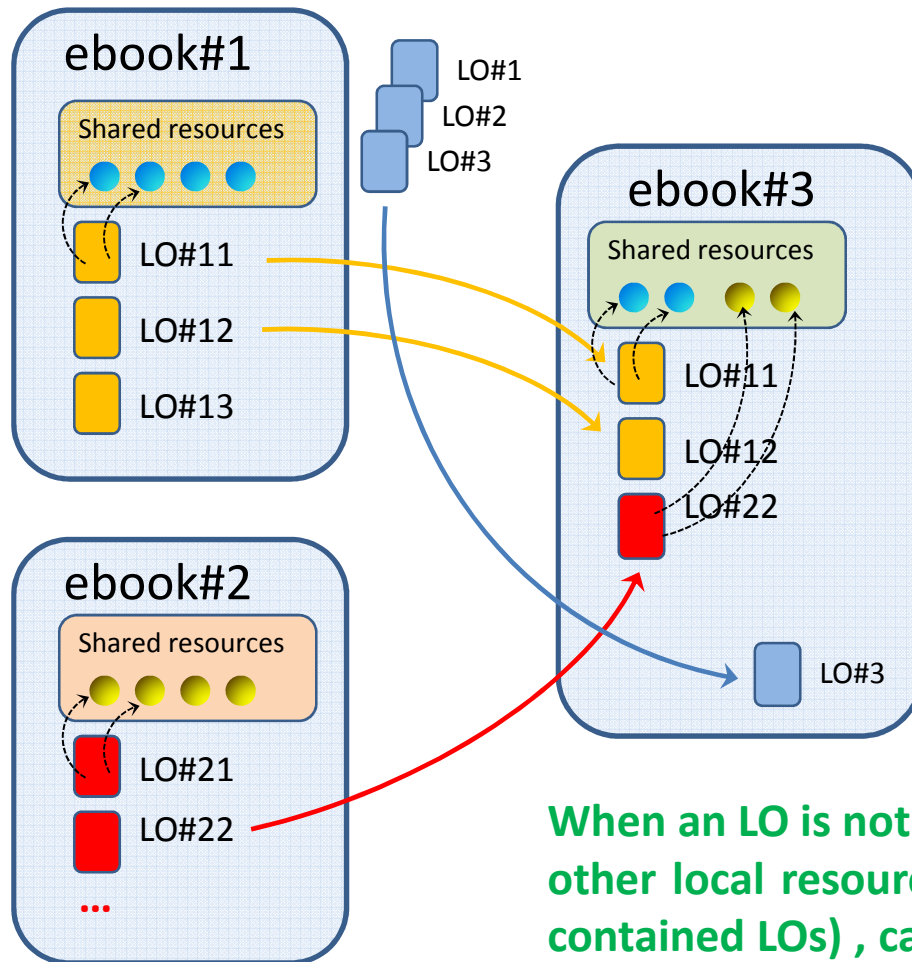 ebook#1
Shared resources
LO#11
LO#12
LO#13
LO#1
LO#2
LO#3
ebook#3
Shared resources
LO#11
LO#12
LO#22
LO#3
ebook#2
Shared resources
LO#21
LO#22
...
When an LO is not
other local resour
contained LOs) , ca